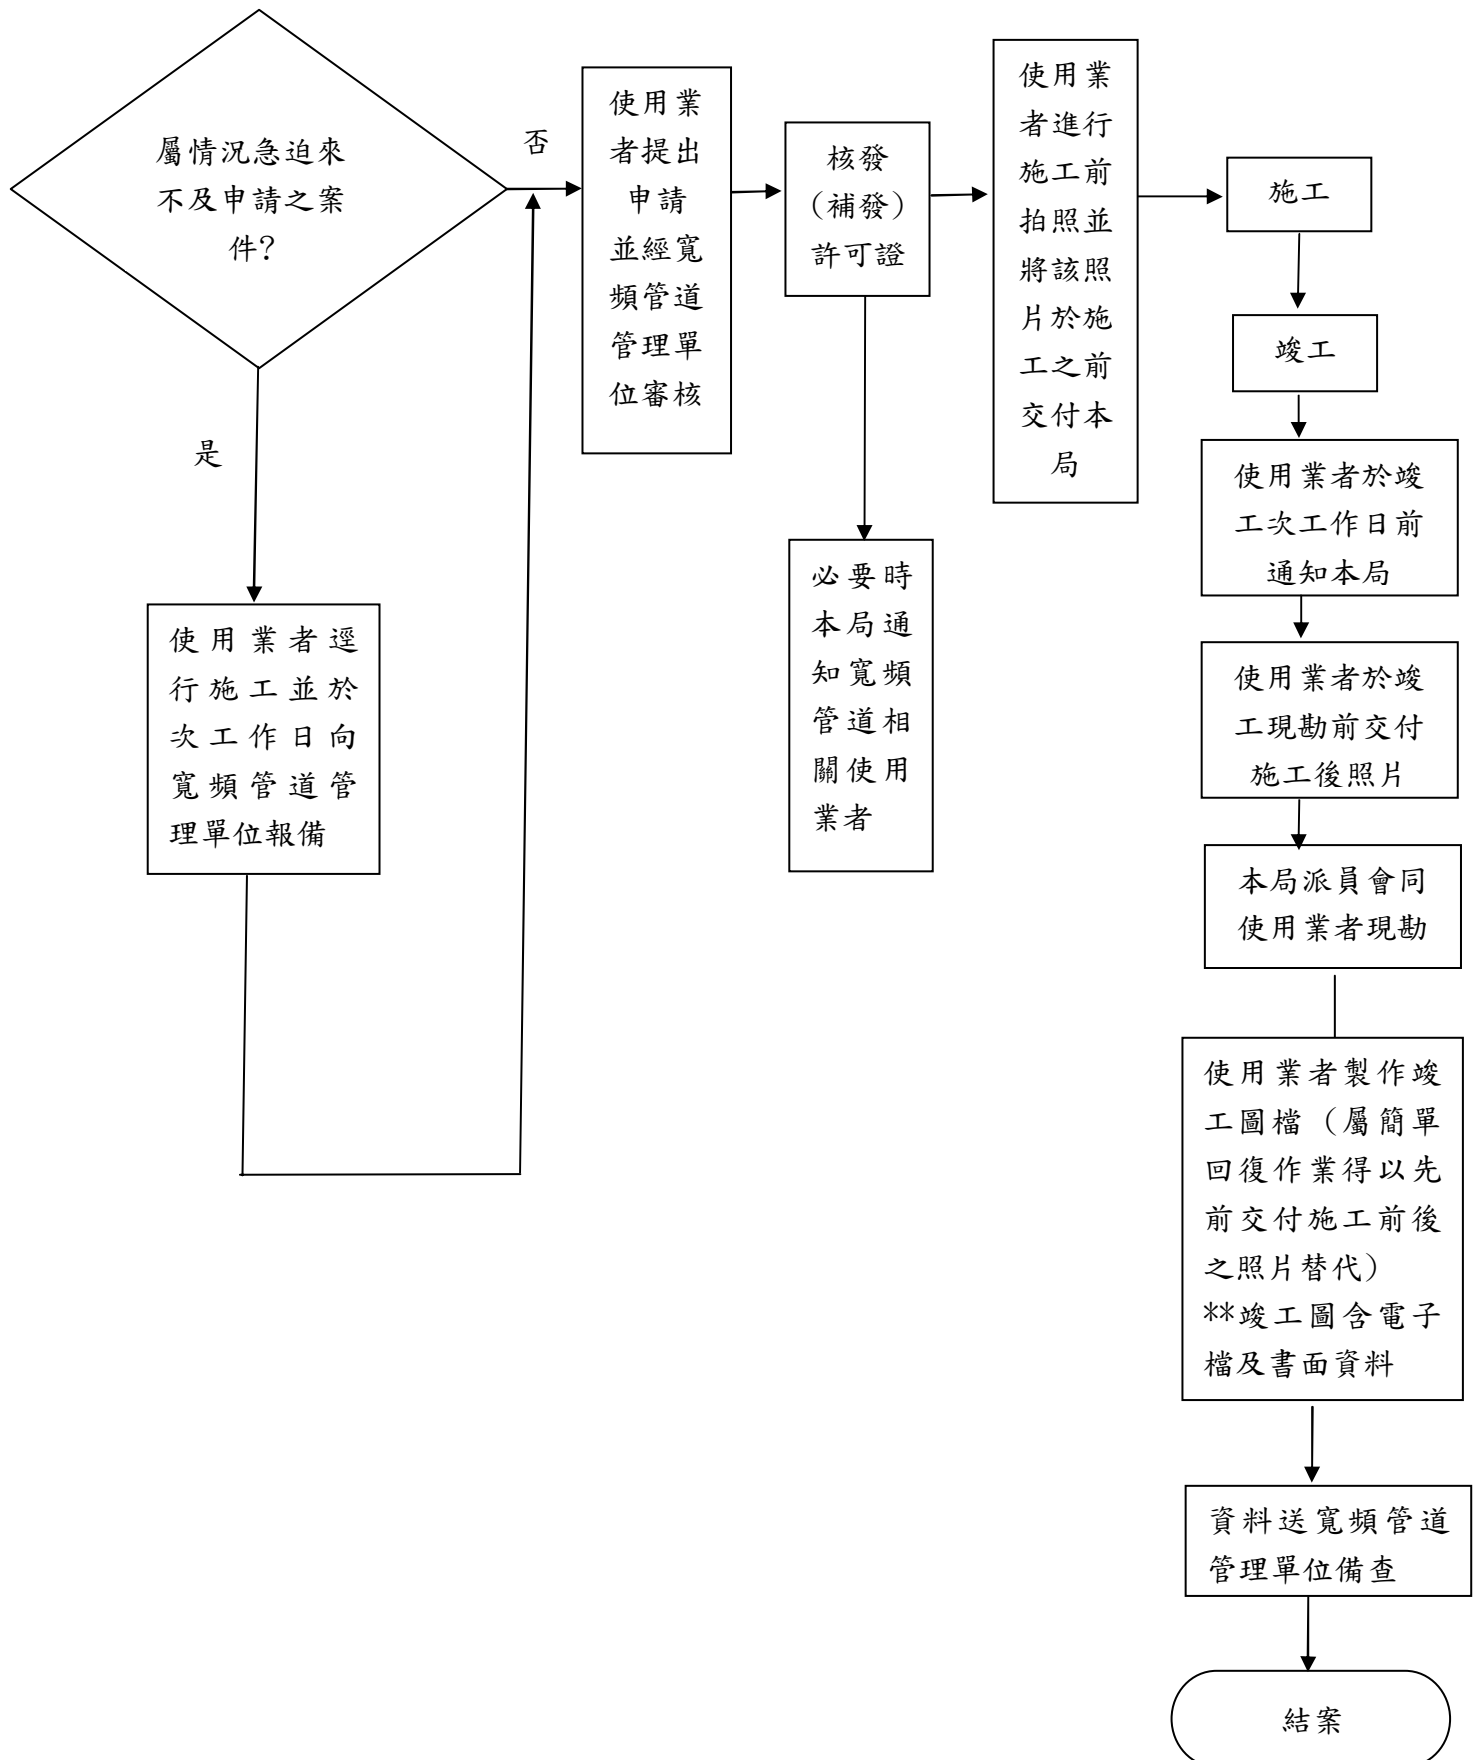 屬情況急迫來
不及申請之案
件?
否
是
使用業者逕
行施工並於
次工作日向
寬頻管道管
理單位報備
使用業
者提出
申請
並經寬
頻管道
管理單
位審核
核發
(補發)
許可證
必要時
本局通
知寬頻
管道相
關使用
業者
使用業
者進行
施工前
拍照並
將該照
片於施
工之前
交付本
局
施工
竣工
使用業者於竣
工次工作日前
通知本局
使用業者於竣
工現勘前交付
施工後照片
本局派員會同
使用業者現勘
使用業者製作竣
工圖檔（屬簡單
回復作業得以先
前交付施工前後
之照片替代）
**竣工圖含電子
檔及書面資料
資料送寬頻管道
管理單位備查
結案